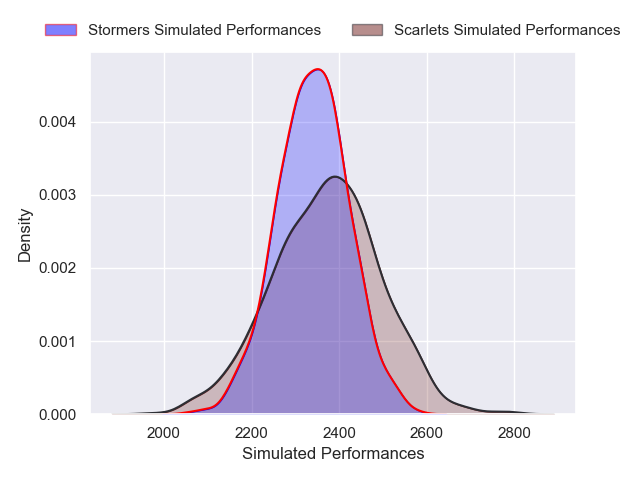 Stormers Simulated Performances Scarlets Simulated Performances
0.004
0.003
0.002
0.001
0.000
Density
2000 2200 2400 2600 2800
Simulated Performances